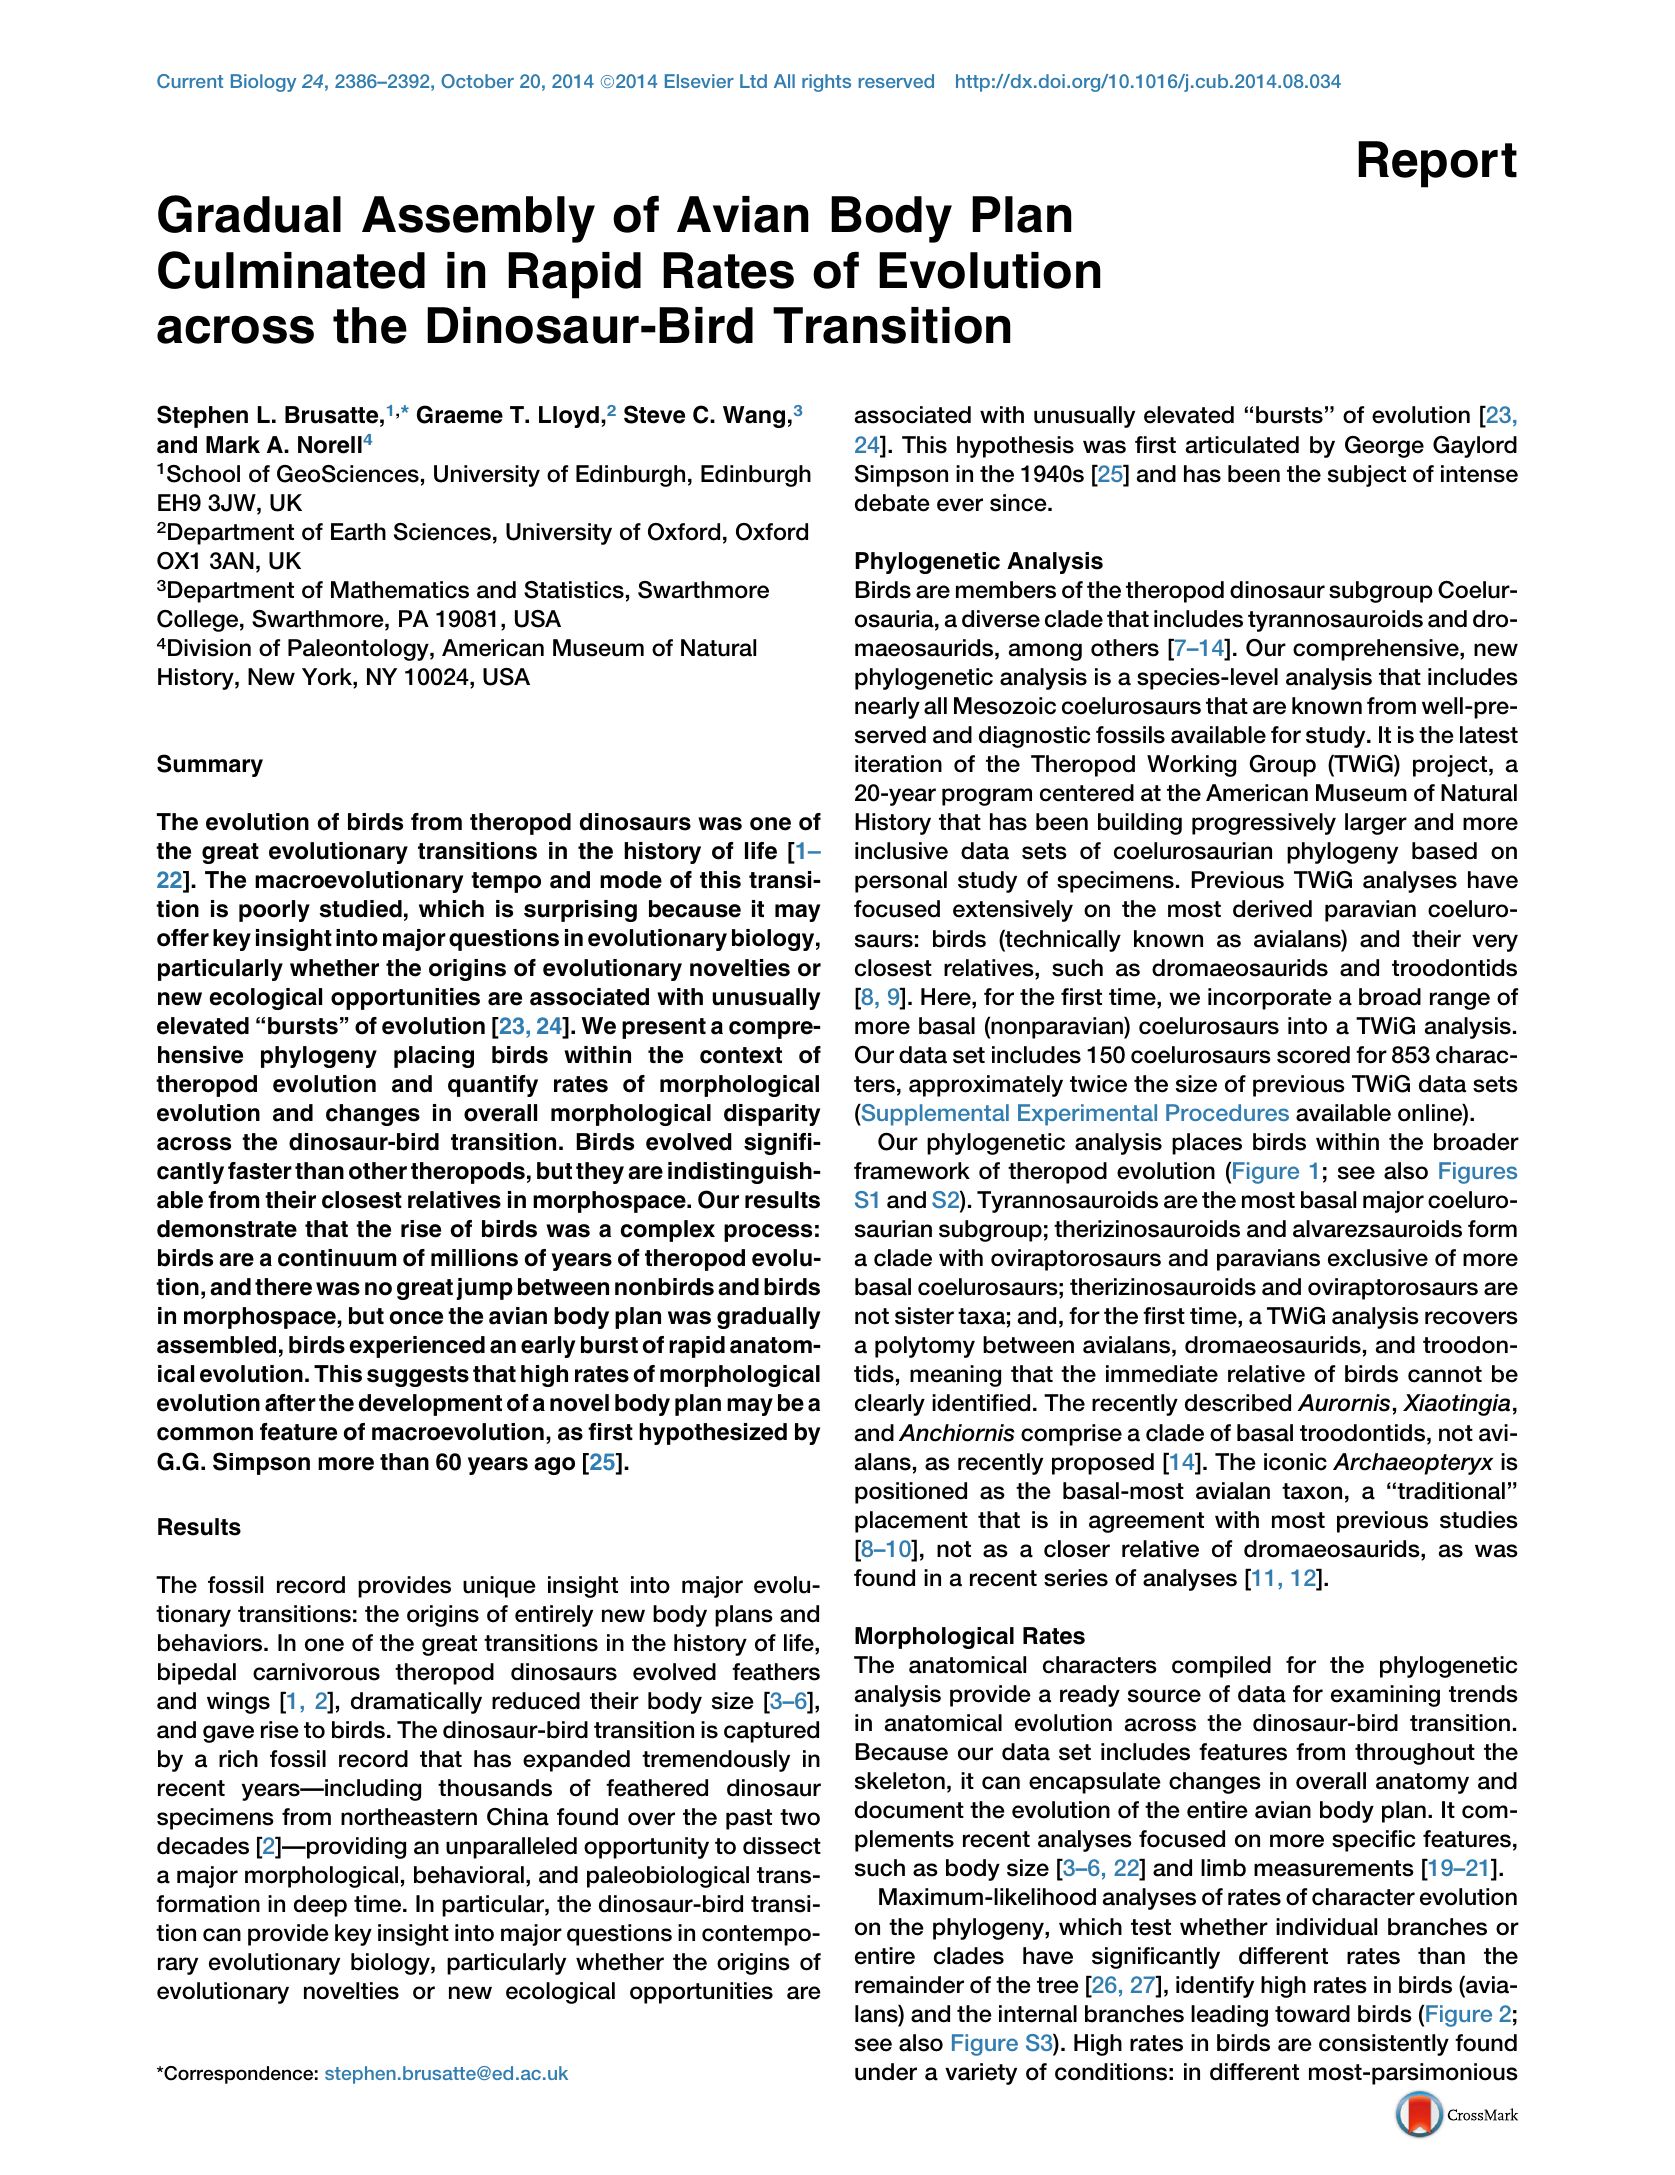 Current Biology 24, 2386–2392, October 20, 2014 ©2014 Elsevier Ltd All rights reserved http://dx.doi.org/10.1016/j.cub.2014.08.034
Report
Gradual Assembly of Avian Body Plan
Culminated in Rapid Rates of Evolution
across the Dinosaur-Bird Transition
Stephen L. Brusatte,1,* Graeme T. Lloyd,2 Steve C. Wang,3
and Mark A. Norell4
1School of GeoSciences, University of Edinburgh, Edinburgh
EH9 3JW, UK
2Department of Earth Sciences, University of Oxford, Oxford
OX1 3AN, UK
3Department of Mathematics and Statistics, Swarthmore
College, Swarthmore, PA 19081, USA
4Division of Paleontology, American Museum of Natural
History, New York, NY 10024, USA
Summary
The evolution of birds from theropod dinosaurs was one of
the great evolutionary transitions in the history of life [1–
22]. The macroevolutionary tempo and mode of this transi-
tion is poorly studied, which is surprising because it may
offer key insight into major questions in evolutionary biology,
particularly whether the origins of evolutionary novelties or
new ecological opportunities are associated with unusually
elevated “bursts” of evolution [23, 24]. We present a compre-
hensive phylogeny placing birds within the context of
theropod evolution and quantify rates of morphological
evolution and changes in overall morphological disparity
across the dinosaur-bird transition. Birds evolved signifi-
cantly faster than other theropods, but they are indistinguish-
able from their closest relatives in morphospace. Our results
demonstrate that the rise of birds was a complex process:
birds are a continuum of millions of years of theropod evolu-
tion, and there was no great jump between nonbirds and birds
in morphospace, but once the avian body plan was gradually
assembled, birds experienced an early burst of rapid anatom-
ical evolution. This suggests that high rates of morphological
evolution after the development of a novel body plan may be a
common feature of macroevolution, as first hypothesized by
G.G. Simpson more than 60 years ago [25].
Results
The fossil record provides unique insight into major evolu-
tionary transitions: the origins of entirely new body plans and
behaviors. In one of the great transitions in the history of life,
bipedal carnivorous theropod dinosaurs evolved feathers
and wings [1, 2], dramatically reduced their body size [3–6],
and gave rise to birds. The dinosaur-bird transition is captured
by a rich fossil record that has expanded tremendously in
recent years—including thousands of feathered dinosaur
specimens from northeastern China found over the past two
decades [2]—providing an unparalleled opportunity to dissect
a major morphological, behavioral, and paleobiological trans-
formation in deep time. In particular, the dinosaur-bird transi-
tion can provide key insight into major questions in contempo-
rary evolutionary biology, particularly whether the origins of
evolutionary novelties or new ecological opportunities are
*Correspondence: stephen.brusatte@ed.ac.uk
associated with unusually elevated “bursts” of evolution [23,
24]. This hypothesis was first articulated by George Gaylord
Simpson in the 1940s [25] and has been the subject of intense
debate ever since.
Phylogenetic Analysis
Birds are members of the theropod dinosaur subgroup Coelur-
osauria, a diverse clade that includes tyrannosauroids and dro-
maeosaurids, among others [7–14]. Our comprehensive, new
phylogenetic analysis is a species-level analysis that includes
nearly all Mesozoic coelurosaurs that are known from well-pre-
served and diagnostic fossils available for study. It is the latest
iteration of the Theropod Working Group (TWiG) project, a
20-year program centered at the American Museum of Natural
History that has been building progressively larger and more
inclusive data sets of coelurosaurian phylogeny based on
personal study of specimens. Previous TWiG analyses have
focused extensively on the most derived paravian coeluro-
saurs: birds (technically known as avialans) and their very
closest relatives, such as dromaeosaurids and troodontids
[8, 9]. Here, for the first time, we incorporate a broad range of
more basal (nonparavian) coelurosaurs into a TWiG analysis.
Our data set includes 150 coelurosaurs scored for 853 charac-
ters, approximately twice the size of previous TWiG data sets
(Supplemental Experimental Procedures available online).
Our phylogenetic analysis places birds within the broader
framework of theropod evolution (Figure 1; see also Figures
S1 and S2). Tyrannosauroids are the most basal major coeluro-
saurian subgroup; therizinosauroids and alvarezsauroids form
a clade with oviraptorosaurs and paravians exclusive of more
basal coelurosaurs; therizinosauroids and oviraptorosaurs are
not sister taxa; and, for the first time, a TWiG analysis recovers
a polytomy between avialans, dromaeosaurids, and troodon-
tids, meaning that the immediate relative of birds cannot be
clearly identified. The recently described Aurornis, Xiaotingia,
and Anchiornis comprise a clade of basal troodontids, not avi-
alans, as recently proposed [14]. The iconic Archaeopteryx is
positioned as the basal-most avialan taxon, a “traditional”
placement that is in agreement with most previous studies
[8–10], not as a closer relative of dromaeosaurids, as was
found in a recent series of analyses [11, 12].
Morphological Rates
The anatomical characters compiled for the phylogenetic
analysis provide a ready source of data for examining trends
in anatomical evolution across the dinosaur-bird transition.
Because our data set includes features from throughout the
skeleton, it can encapsulate changes in overall anatomy and
document the evolution of the entire avian body plan. It com-
plements recent analyses focused on more specific features,
such as body size [3–6, 22] and limb measurements [19–21].
Maximum-likelihood analyses of rates of character evolution
on the phylogeny, which test whether individual branches or
entire clades have significantly different rates than the
remainder of the tree [26, 27], identify high rates in birds (avia-
lans) and the internal branches leading toward birds (Figure 2;
see also Figure S3). High rates in birds are consistently found
under a variety of conditions: in different most-parsimonious
CrossMark